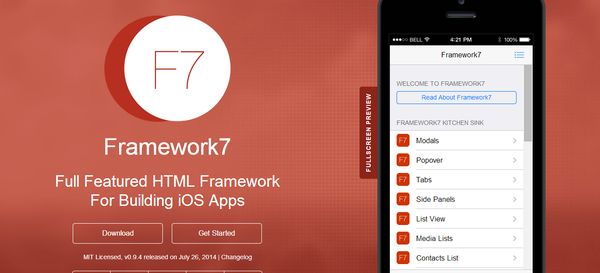 F7
Framework7
Full Featured HTML Framework
For Building iOS Apps
Download
Get Started
MIT Licensed, v0.9.4 released on July 26, 2014 | Changelog
FULLSCREEN PREVIEW
BELL
4:21 PM
100%
Framework7
WELCOME TO FRAMEWORK7
Read About Framework7
FRAMEWORK7 KITCHEN SINK
F7 Modals
F7 Popover
F7 Tabs
F7 Side Panels
F7 List View
F7 Media Lists
F7 Contacts List